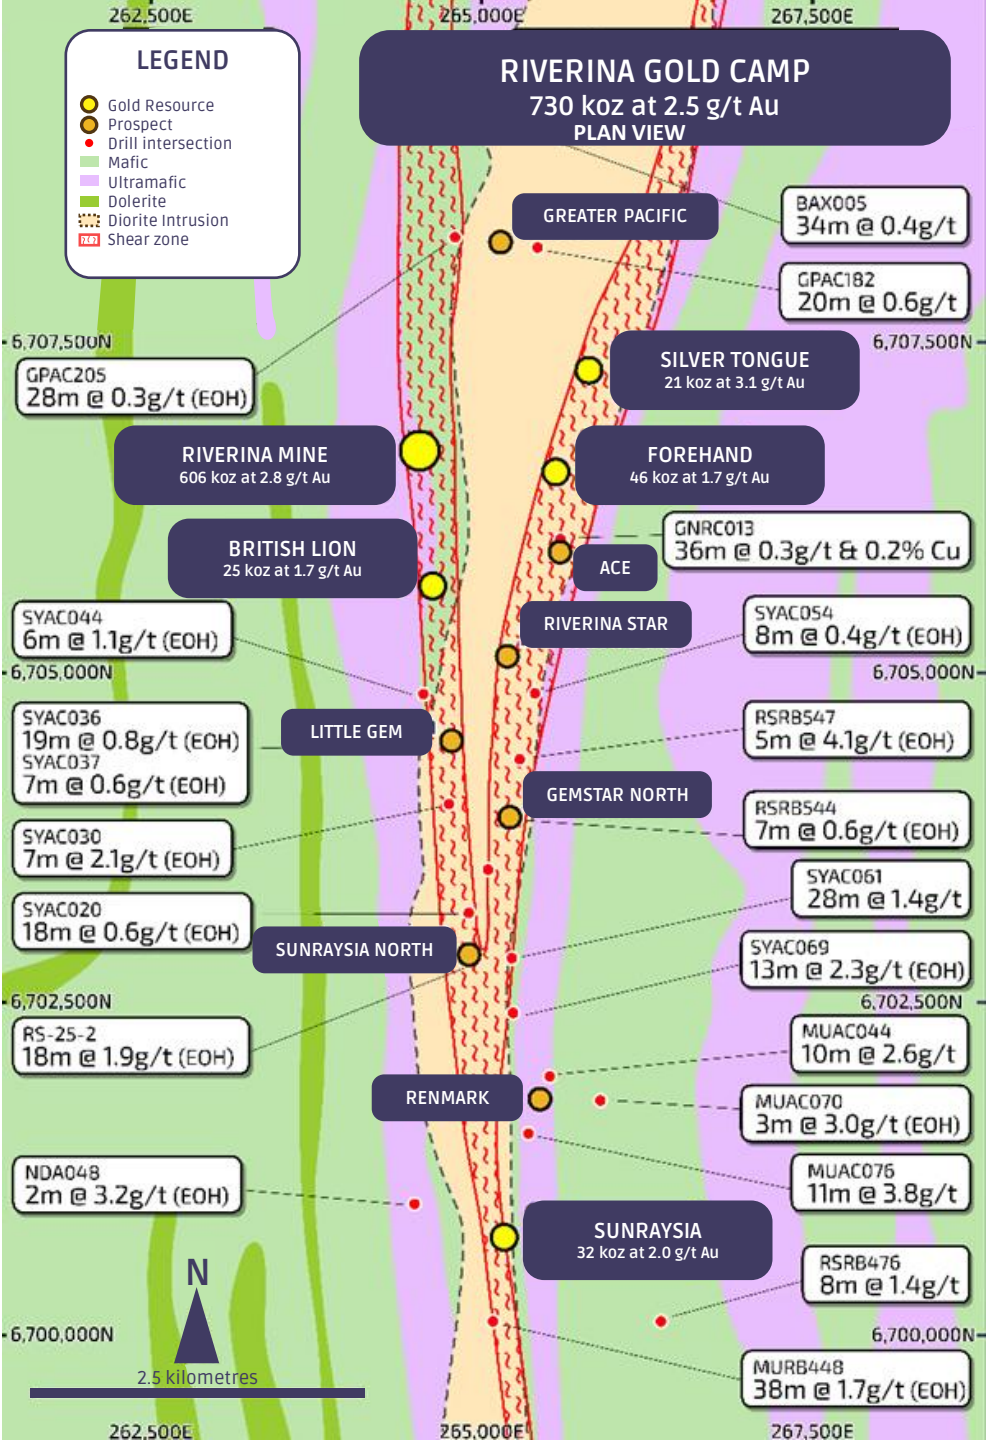 262,500E
265,000E
267,500E
LEGEND
Gold Resource
Prospect
Drill intersection
Mafic
Ultramafic
Dolerite
Diorite Intrusion
Shear zone
RIVERINA GOLD CAMP
730 koz at 2.5 g/t Au
PLAN VIEW
BAX005
34m @ 0.4g/t
GREATER PACIFIC
GPAC182
20m @ 0.6g/t
6,707,500N
6,707,500N
GPAC205
28m @ 0.3g/t (EOH)
SILVER TONGUE
21 koz at 3.1 g/t Au
RIVERINA MINE
606 koz at 2.8 g/t Au
FOREHAND
46 koz at 1.7 g/t Au
GNRC013
36m @ 0.3g/t & 0.2% Cu
BRITISH LION
25 koz at 1.7 g/t Au
ACE
SYAC044
6m @ 1.1g/t (EOH)
RIVERINA STAR
SYAC054
8m @ 0.4g/t (EOH)
6,705,000N
6,705,000N
SYAC036
19m @ 0.8g/t (EOH)
SYAC037
7m @ 0.6g/t (EOH)
LITTLE GEM
RSRB547
5m @ 4.1g/t (EOH)
GEMSTAR NORTH
RSRB544
7m @ 0.6g/t (EOH)
SYAC030
7m @ 2.1g/t (EOH)
SYAC061
28m @ 1.4g/t
SYAC020
18m @ 0.6g/t (EOH)
SUNRAYSIA NORTH
SYAC069
13m @ 2.3g/t (EOH)
6,702,500N
6,702,500N
RS-25-2
18m @ 1.9g/t (EOH)
MUAC044
10m @ 2.6g/t
RENMARK
MUAC070
3m @ 3.0g/t (EOH)
NDA048
2m @ 3.2g/t (EOH)
MUAC076
11m @ 3.8g/t
SUNRAYSIA
32 koz at 2.0 g/t Au
RSRB476
8m @ 1.4g/t
N
6,700,000N
6,700,000N
2.5 kilometres
MURB448
38m @ 1.7g/t (EOH)
262,500E
265,000E
267,500E